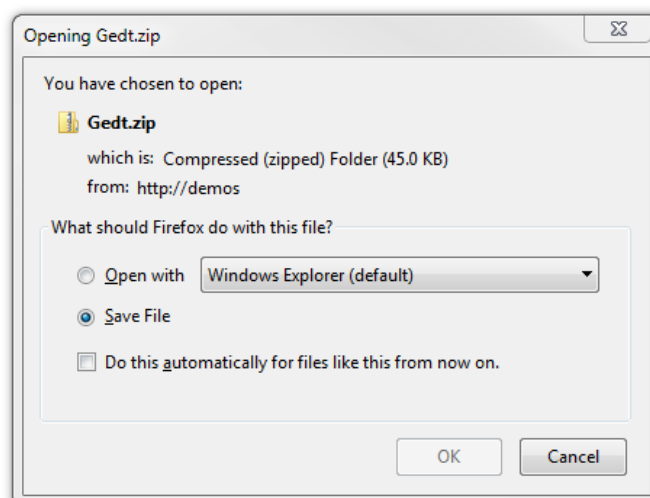 Opening Gedt.zip
You have chosen to open:
Gedt.zip
which is: Compressed (zipped) Folder (45.0 KB)
from: http://demos
What should Firefox do with this file?
Open with Windows Explorer (default)
Save File
Do this automatically for files like this from now on.
OK Cancel